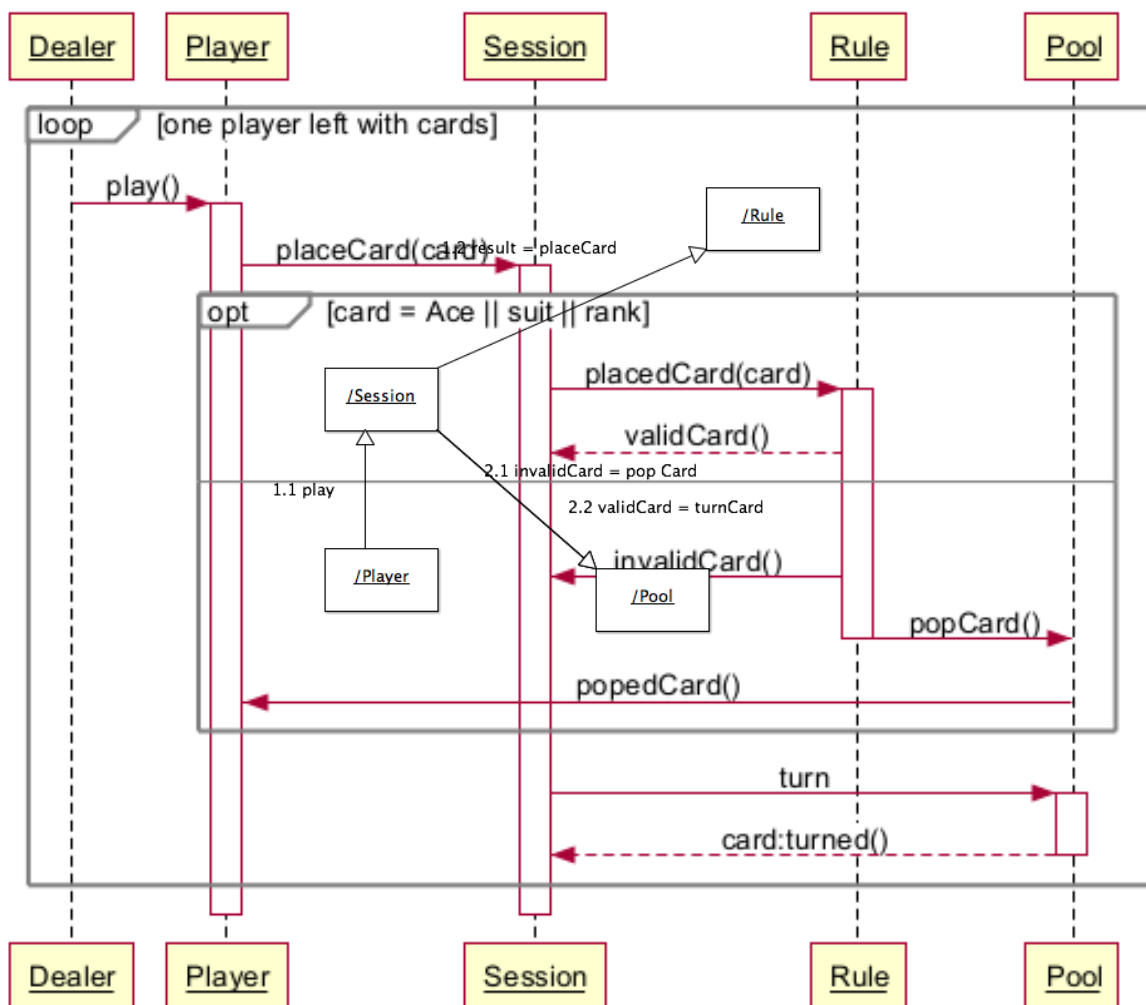 Dealer Player Session Rule Pool
loop [one player left with cards]
play()
/Rule
placeCard(card)
1.2 result = placeCard
opt [card = Ace || suit || rank]
placedCard(card)
/Session
validCard()
2.1 invalidCard = pop Card
1.1 play
2.2 validCard = turnCard
invalidCard()
/Player
/Pool
popCard()
popedCard()
turn
card:turned()
Dealer Player Session Rule Pool